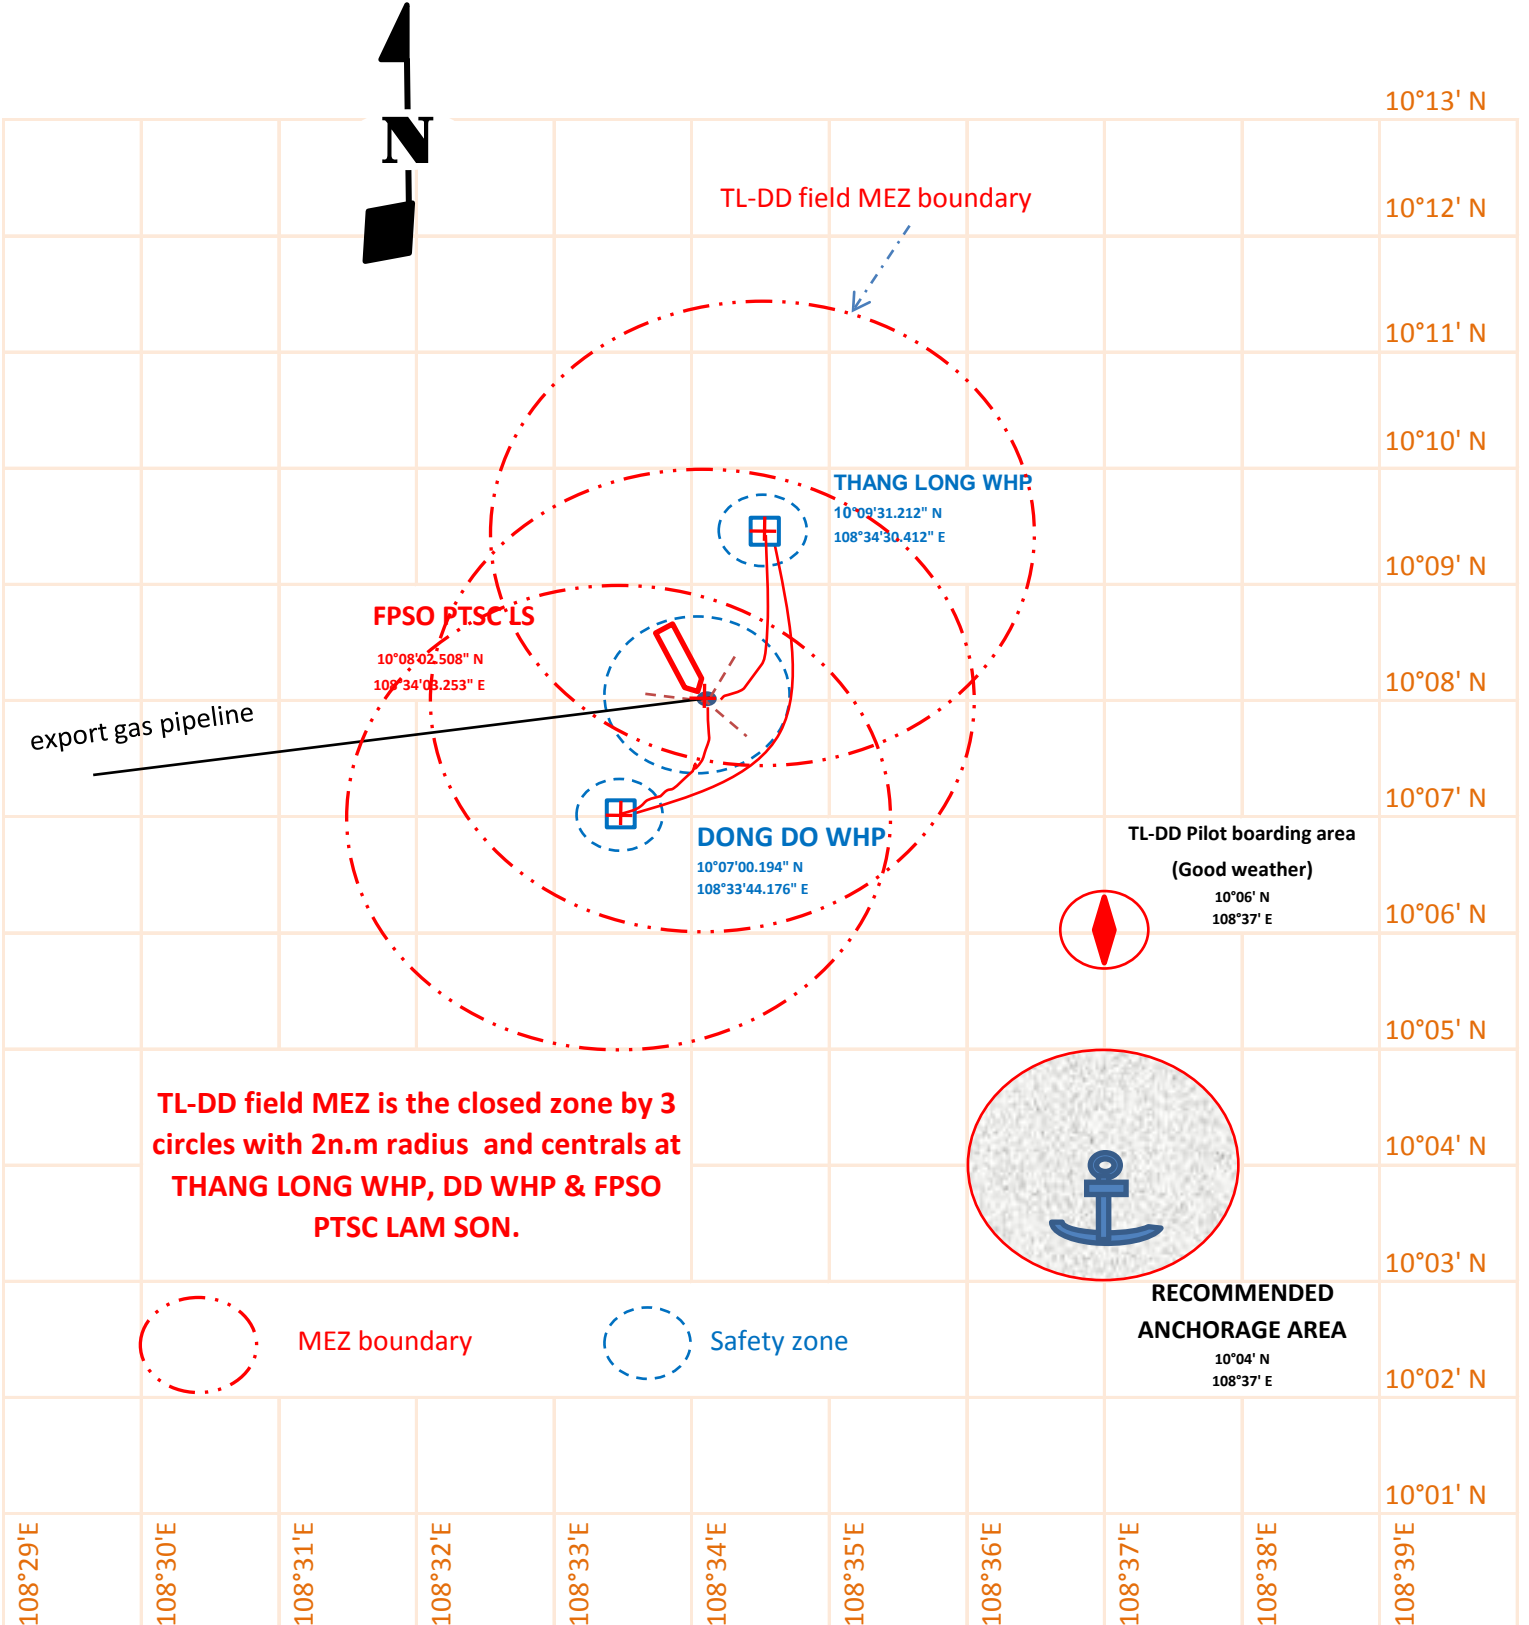 N
10°13' N
TL-DD field MEZ boundary
10°12' N
10°11' N
10°10' N
THANG LONG WHP
10°09'31.212" N
108°34'30.412" E
10°09' N
FPSO PTSC LS
10°08'02.508" N
108°34'03.253" E
10°08' N
export gas pipeline
10°07' N
DONG DO WHP
10°07'00.194" N
108°33'44.176" E
TL-DD Pilot boarding area
(Good weather)
10°06' N
108°37' E
10°06' N
10°05' N
TL-DD field MEZ is the closed zone by 3
circles with 2n.m radius and centrals at
THANG LONG WHP, DD WHP & FPSO
PTSC LAM SON.
10°04' N
10°03' N
RECOMMENDED
ANCHORAGE AREA
10°04' N
108°37' E
MEZ boundary
Safety zone
10°02' N
10°01' N
108°29'E
108°30'E
108°31'E
108°32'E
108°33'E
108°34'E
108°35'E
108°36'E
108°37'E
108°38'E
108°39'E